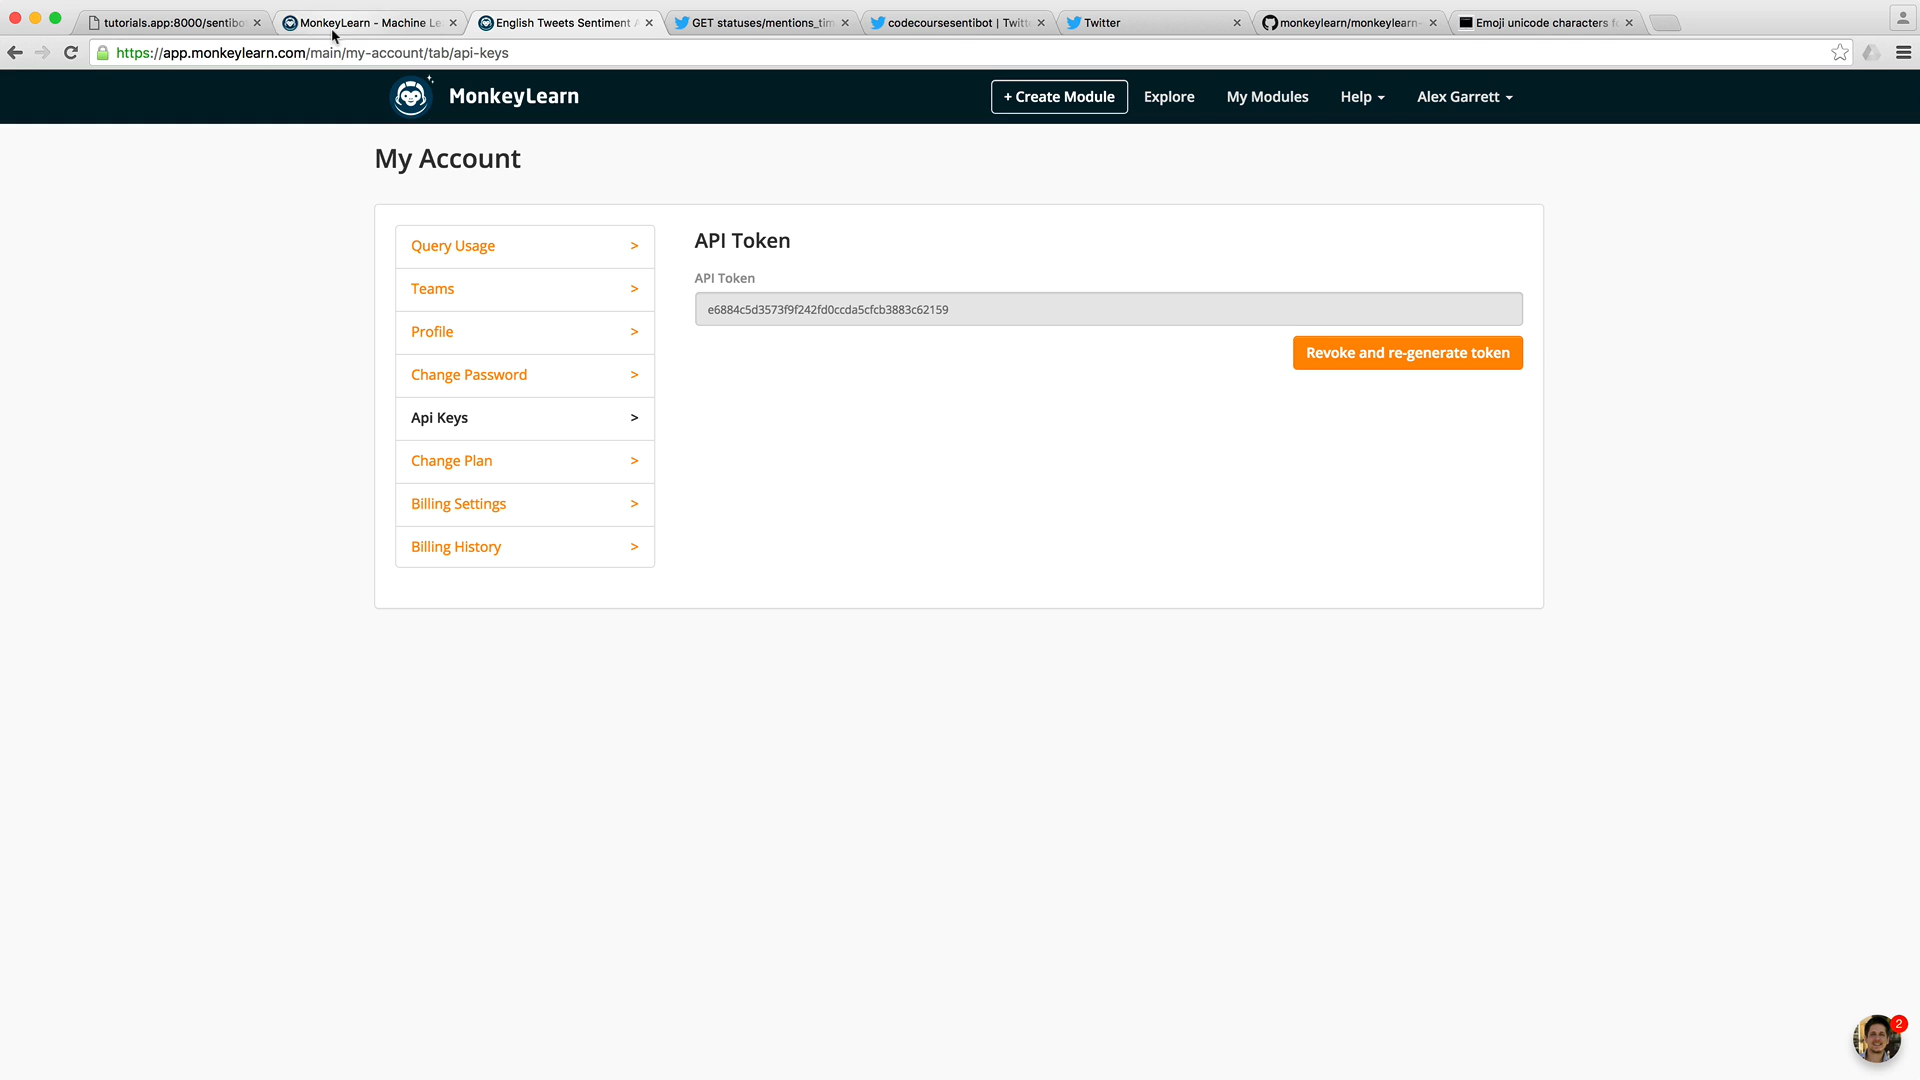 tutorials.app:8000/sentibo
MonkeyLearn - Machine Le
English Tweets Sentiment A
GET statuses/mentions_tim
codecoursesentibot | Twitt
Twitter
monkeylearn/monkeylearn-
Emoji unicode characters fo
https://app.monkeylearn.com/main/my-account/tab/api-keys
MonkeyLearn
+ Create Module
Explore
My Modules
Help
Alex Garrett
My Account
Query Usage >
Teams >
Profile >
Change Password >
Api Keys >
Change Plan >
Billing Settings >
Billing History >
API Token
API Token
e6884c5d3573f9f242fd0ccda5cfcb3883c62159
Revoke and re-generate token
2